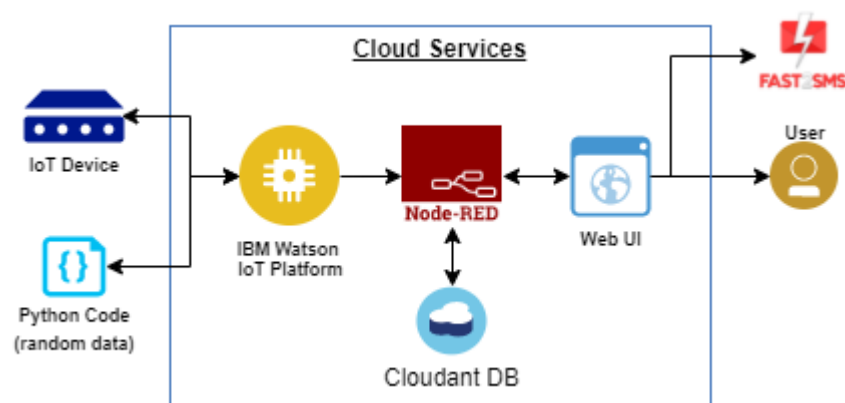 Cloud Services
FAST2SMS
IoT Device
User
Node-RED
IBM Watson
IoT Platform
Web UI
Python Code
(random data)
Cloudant DB